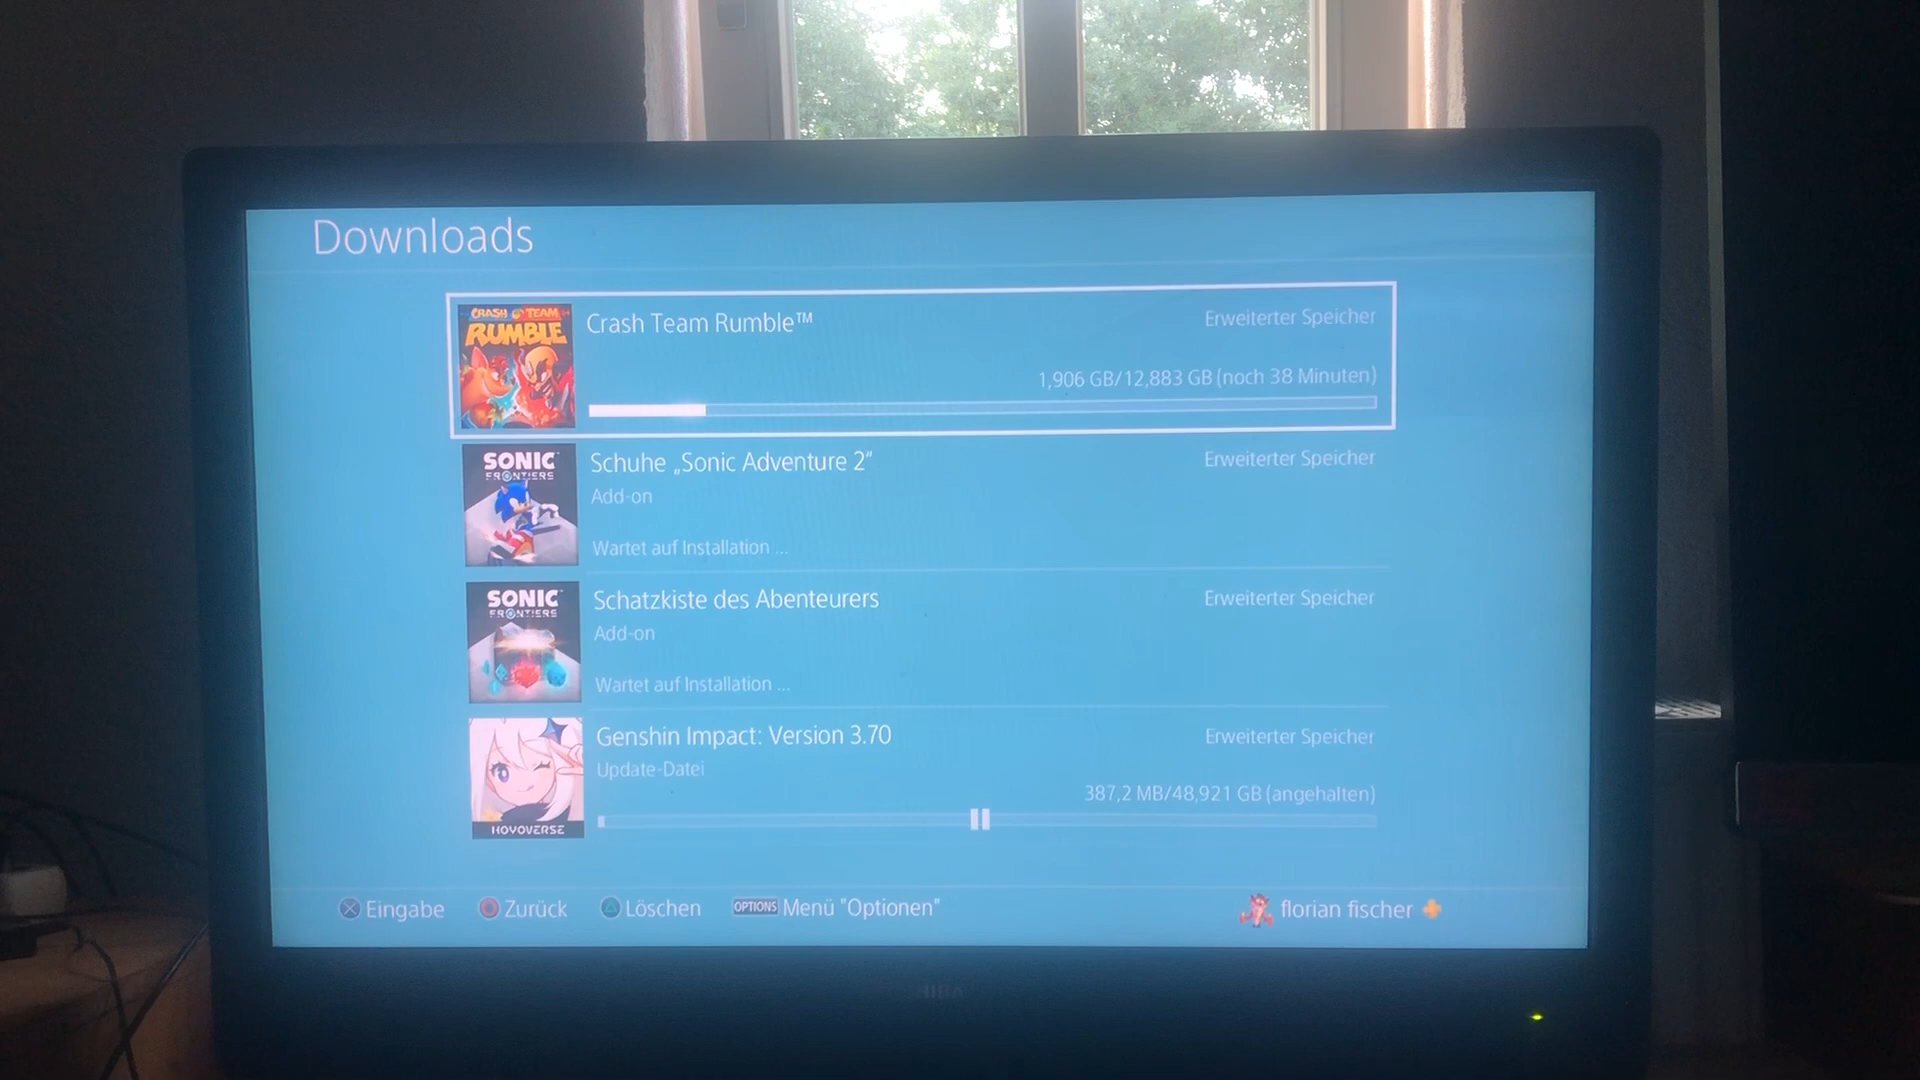 Downloads
CRASH TEAM
RUMBLE
Crash Team Rumble™
Erweiterter Speicher
1,906 GB/12,883 GB (noch 38 Minuten)
SONIC
FRONTIERS
Schuhe „Sonic Adventure 2“
Erweiterter Speicher
Add-on
Wartet auf Installation ...
SONIC
FRONTIERS
Schatzkiste des Abenteurers
Erweiterter Speicher
Add-on
Wartet auf Installation ...
Genshin Impact: Version 3.70
Erweiterter Speicher
Update-Datei
387,2 MB/48,921 GB (angehalten)
HOYOVERSE
Eingabe Zurück Löschen OPTIONS Menü "Optionen" florian fischer